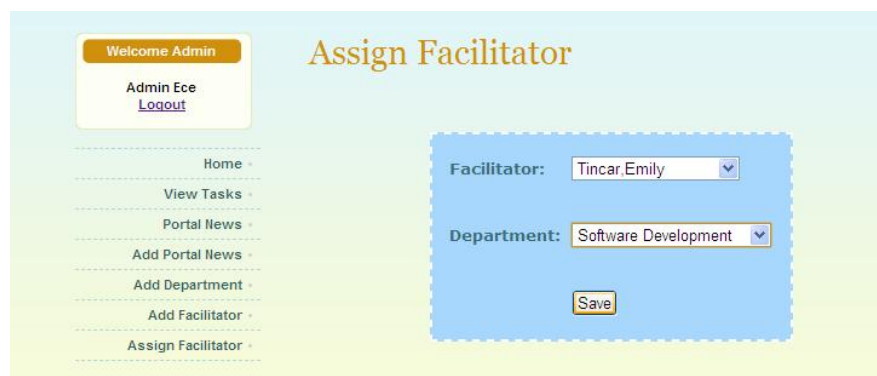 Welcome Admin
Admin Ece
Logout
Home
View Tasks
Portal News
Add Portal News
Add Department
Add Facilitator
Assign Facilitator
Assign Facilitator
Facilitator: Tincar,Emily
Department: Software Development
Save